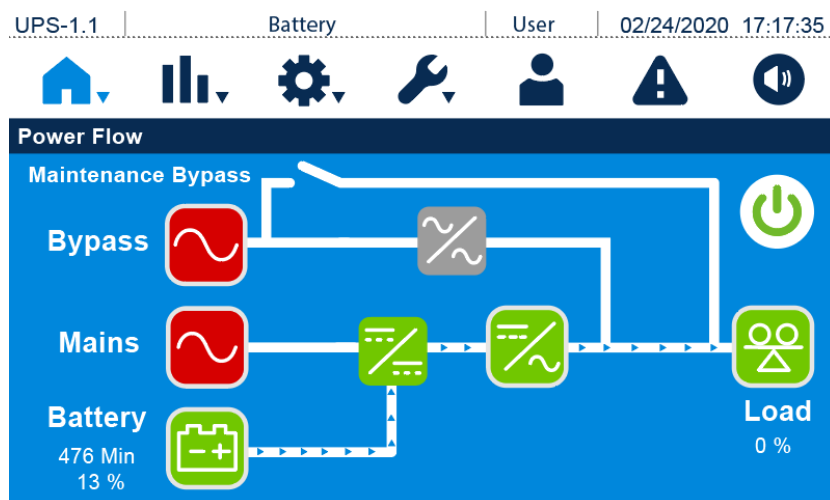 UPS-1.1 Battery User 02/24/2020 17:17:35
Power Flow
Maintenance Bypass
Bypass
Mains
Battery
476 Min
13 %
Load
0 %